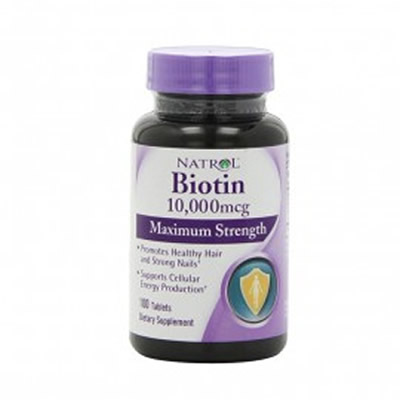 NATROL
Biotin
10,000mcg
Maximum Strength
• Promotes Healthy Hair
and Strong Nails†
• Supports Cellular
Energy Production†
100 Tablets
Dietary Supplement